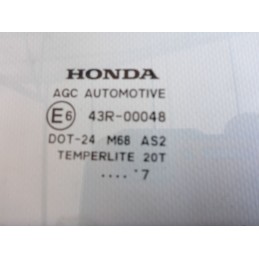 HONDA
AGC AUTOMOTIVE
E6 43R-00048
DOT-24 M68 AS2
TEMPERLITE 20T
.... 7